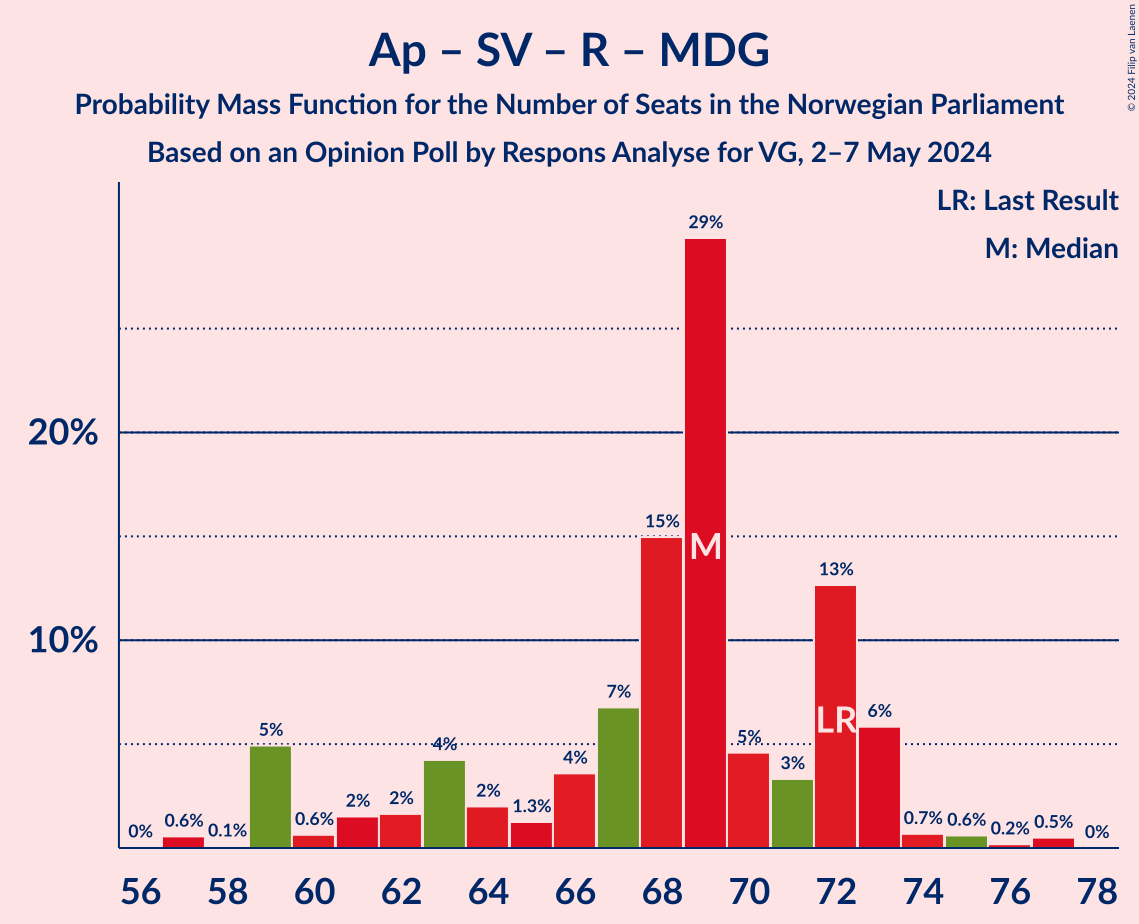 Ap – SV – R – MDG
Probability Mass Function for the Number of Seats in the Norwegian Parliament
Based on an Opinion Poll by Respons Analyse for VG, 2–7 May 2024
© 2024 Filip van Laenen
LR: Last Result
M: Median
20%
10%
0% 0.6% 0.1% 5% 0.6% 2% 2% 4% 2% 1.3% 4% 7% 15% 29% 5% 3% 13% 6% 0.7% 0.6% 0.2% 0.5% 0%
M
LR
56 58 60 62 64 66 68 70 72 74 76 78